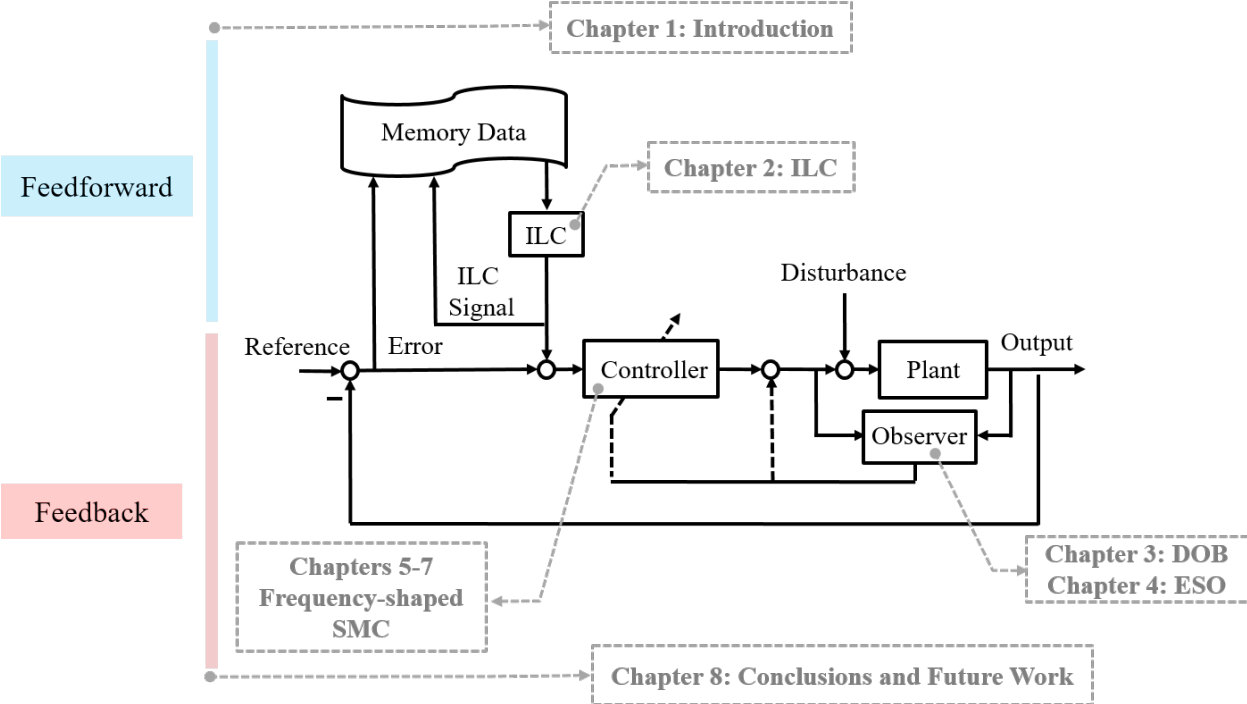 Chapter 1: Introduction
Memory Data
Chapter 2: ILC
Feedforward
ILC
ILC
Signal
Disturbance
Reference
Error
Controller
Plant
Output
−
Observer
Feedback
Chapters 5-7
Frequency-shaped
SMC
Chapter 3: DOB
Chapter 4: ESO
Chapter 8: Conclusions and Future Work